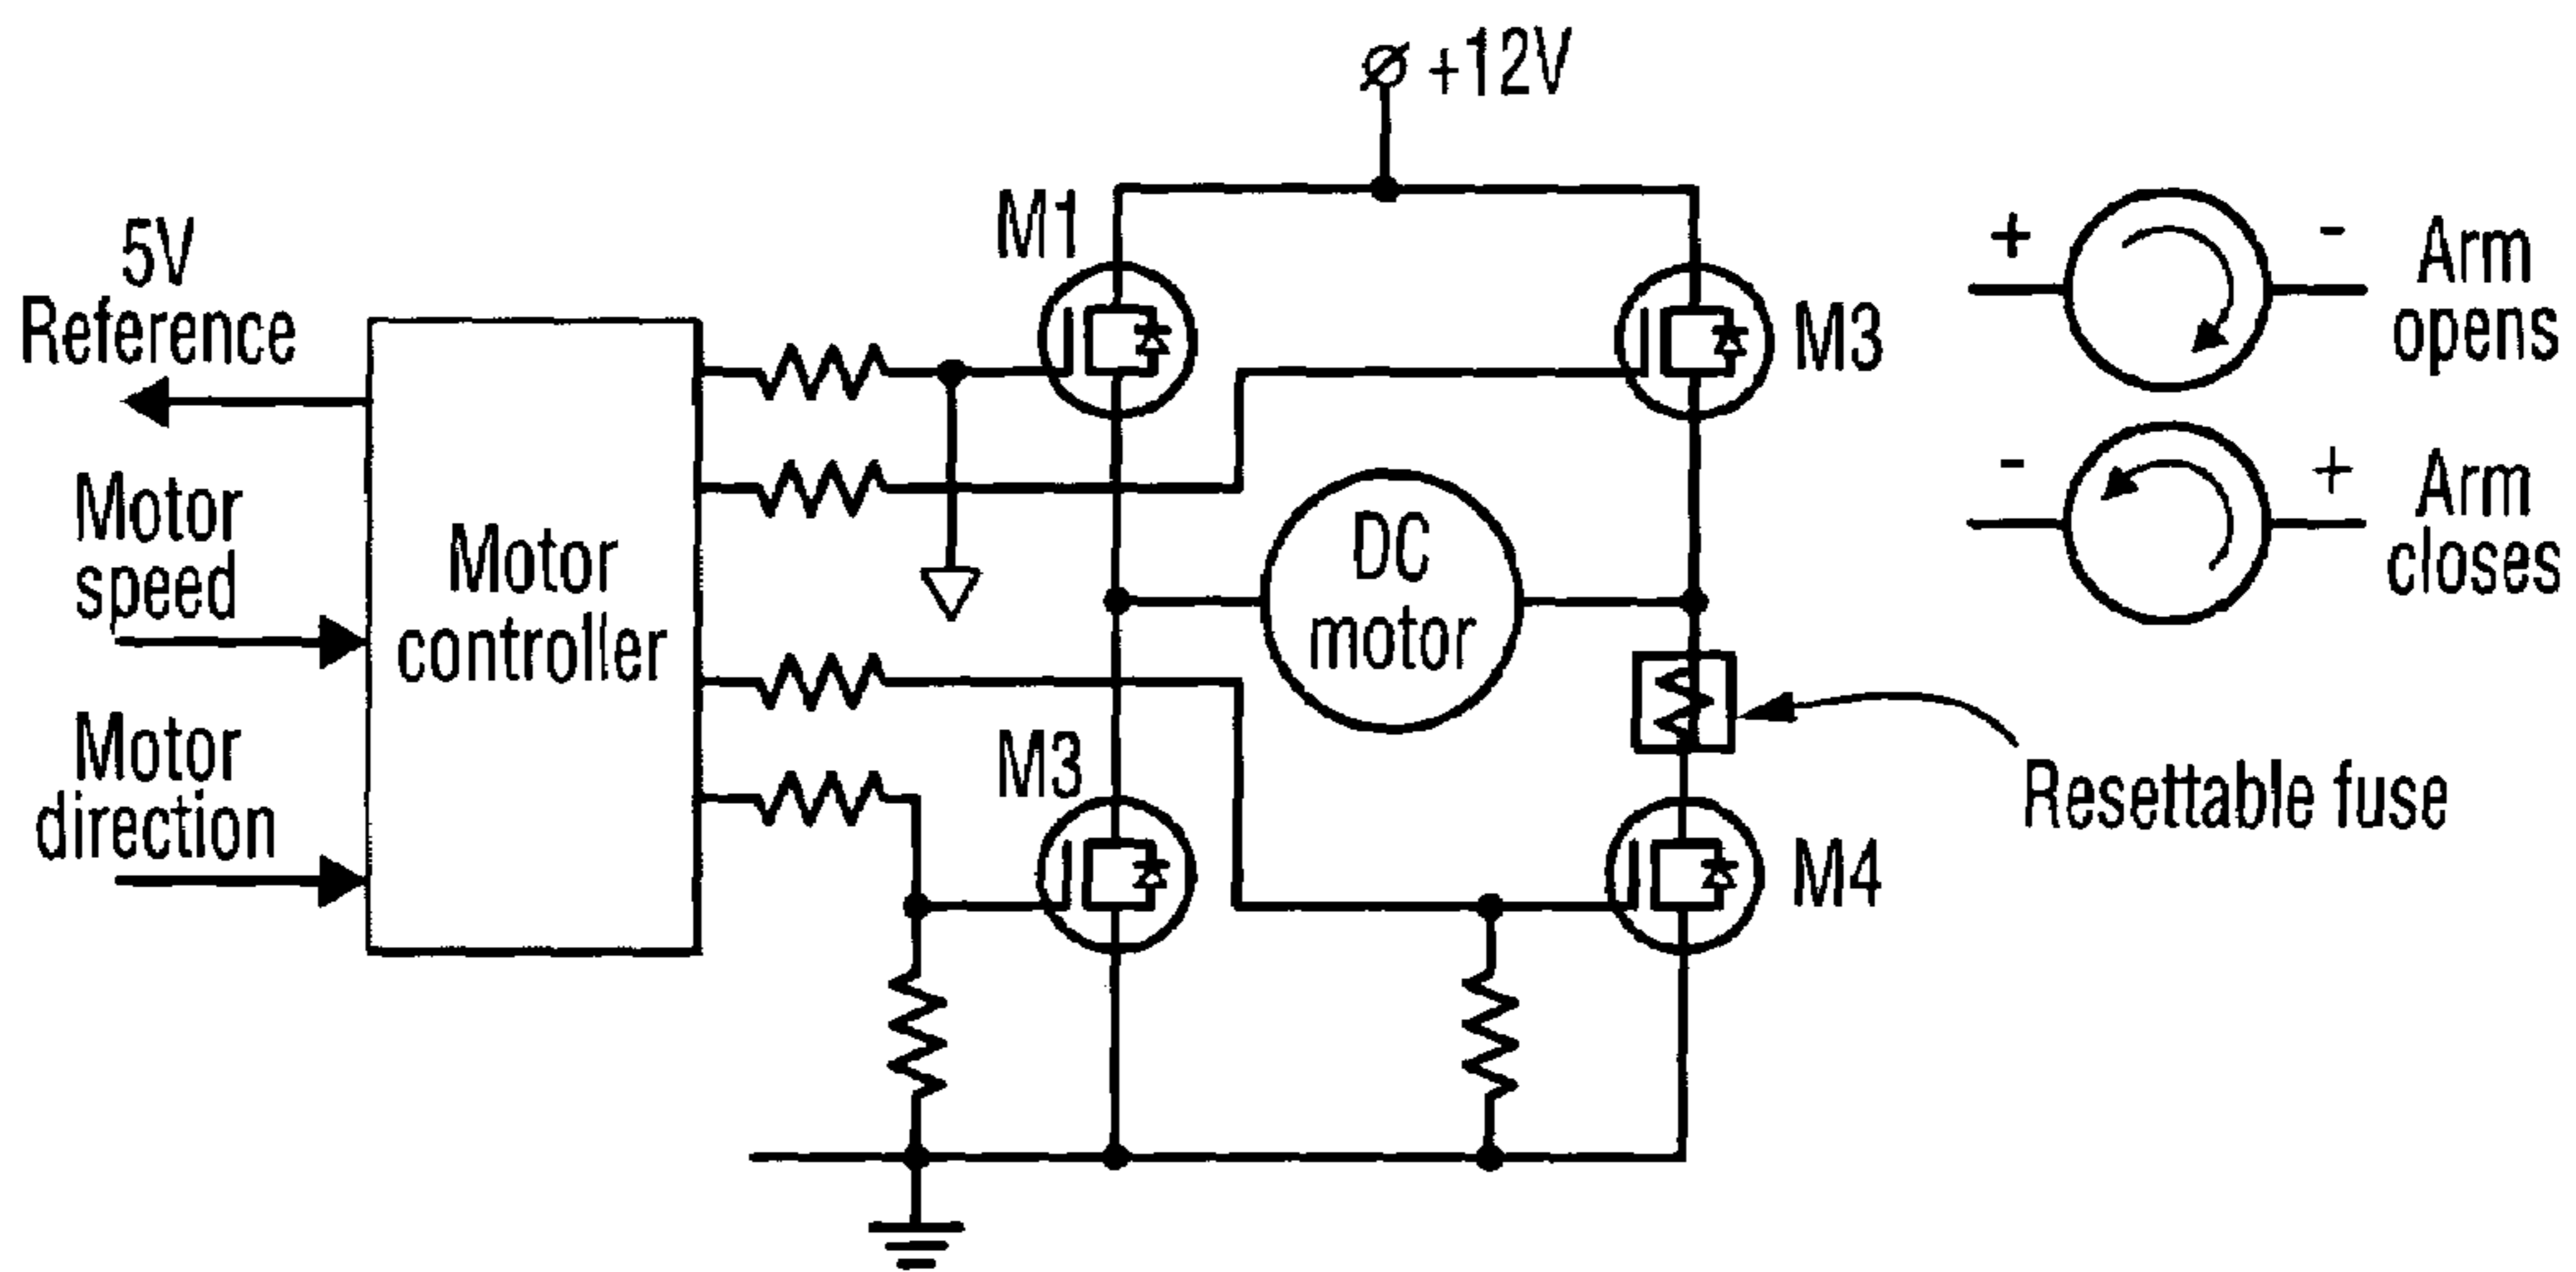 +12V
M1
5V
Reference
M3
+ -
Arm
opens
Motor
speed
Motor
controller
DC
motor
- +
Arm
closes
Motor
direction
M3
Resettable fuse
M4